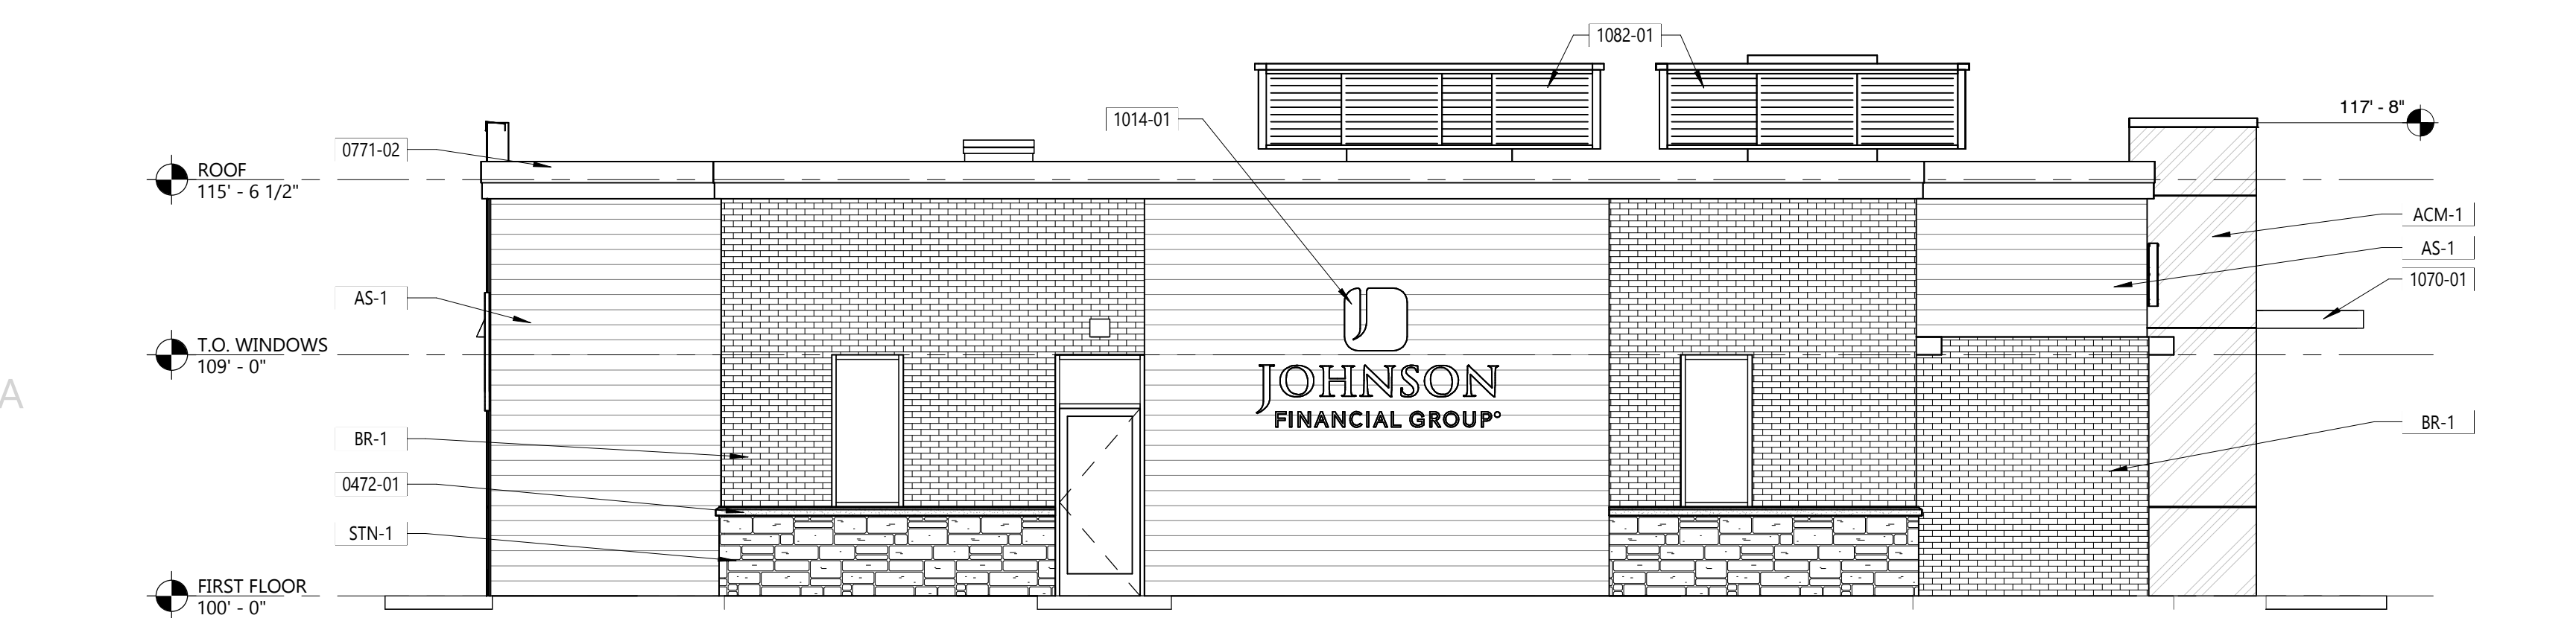 1082-01
117' - 8"
1014-01
0771-02
ROOF
115' - 6 1/2"
ACM-1
AS-1
1070-01
AS-1
T.O. WINDOWS
109' - 0"
JOHNSON
FINANCIAL GROUP®
A
BR-1
BR-1
0472-01
STN-1
FIRST FLOOR
100' - 0"